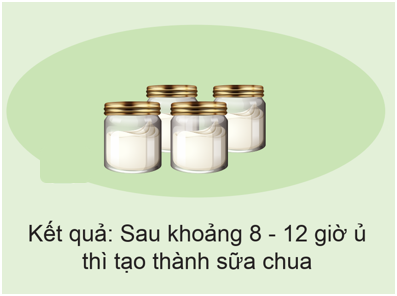 Kết quả: Sau khoảng 8 - 12 giờ ủ
thì tạo thành sữa chua